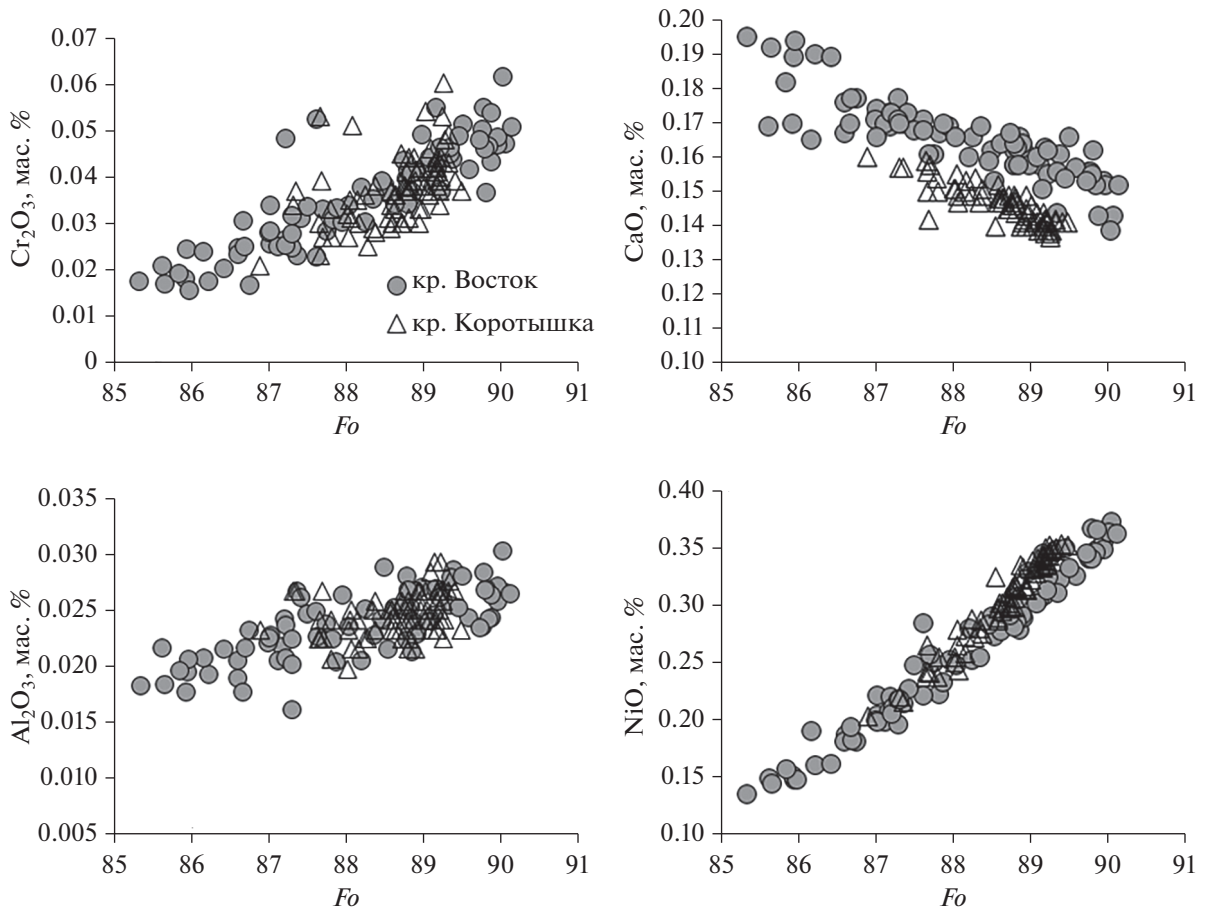 Cr₂O₃, мас. %
0.07
0.06
0.05
0.04
0.03
0.02
0.01
0
85 86 87 88 89 90 91
Fo
кр. Восток
кр. Коротышка
CaO, мас. %
0.20
0.19
0.18
0.17
0.16
0.15
0.14
0.13
0.12
0.11
0.10
85 86 87 88 89 90 91
Fo
Al₂O₃, мас. %
0.035
0.030
0.025
0.020
0.015
0.010
0.005
85 86 87 88 89 90 91
Fo
NiO, мас. %
0.40
0.35
0.30
0.25
0.20
0.15
0.10
85 86 87 88 89 90 91
Fo